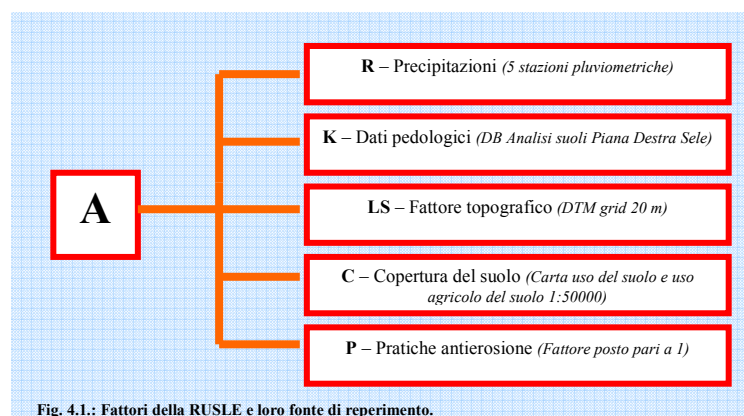 R – Precipitazioni (5 stazioni pluviometriche)
K – Dati pedologici (DB Analisi suoli Piana Destra Sele)
A
LS – Fattore topografico (DTM grid 20 m)
C – Copertura del suolo (Carta uso del suolo e uso
agricolo del suolo 1:50000)
P – Pratiche antierosione (Fattore posto pari a 1)
Fig. 4.1.: Fattori della RUSLE e loro fonte di reperimento.